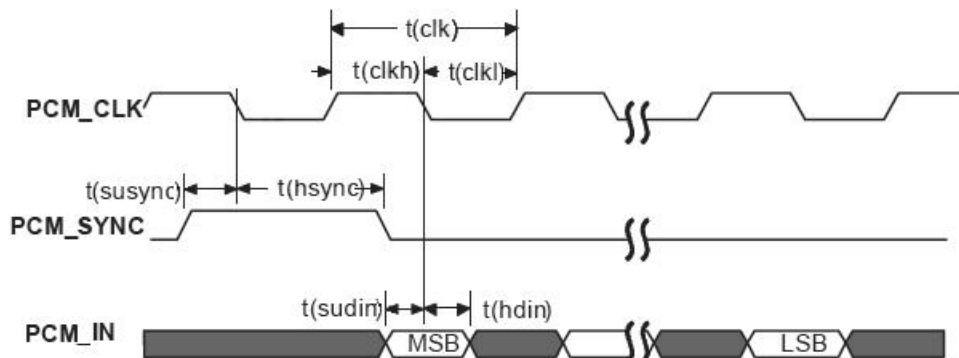 t(clk)
t(clkh) t(clkl)
PCM_CLK
t(susync) t(hsync)
PCM_SYNC
t(sudin) t(hdin)
PCM_IN MSB LSB